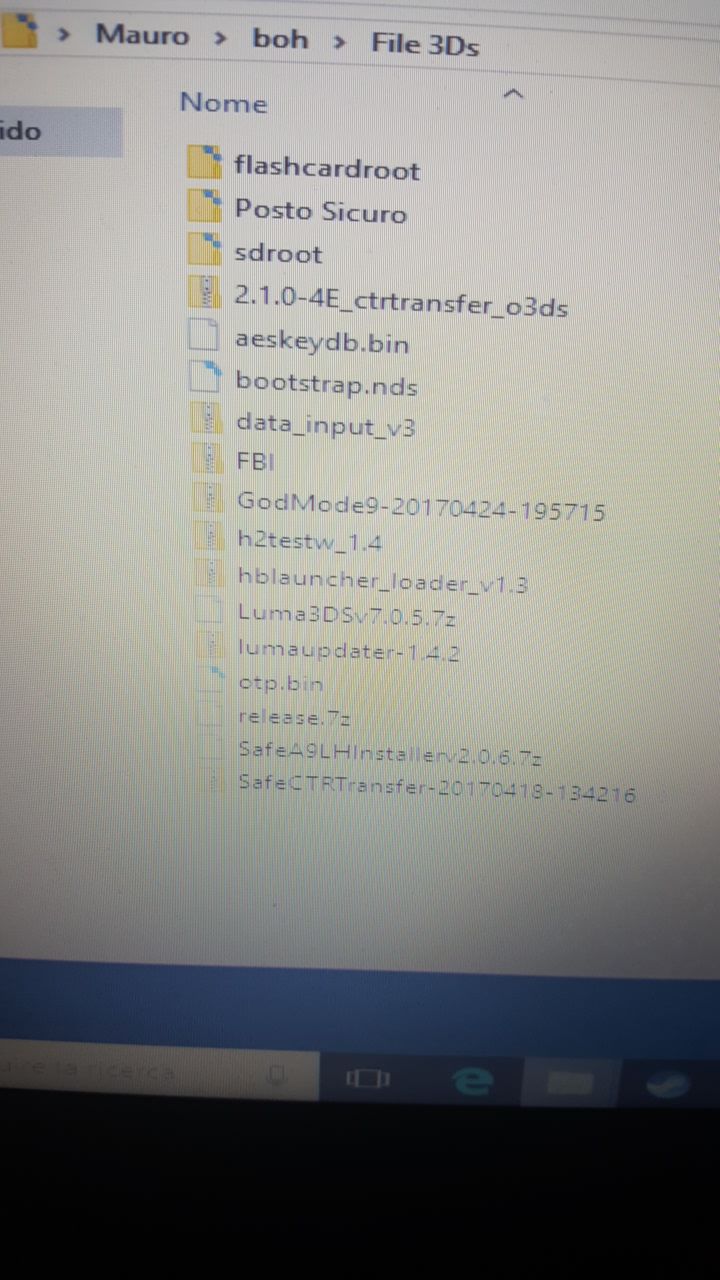 Mauro > boh > File 3Ds
Nome
ido
flashcardroot
Posto Sicuro
sdroot
2.1.0-4E_ctrtransfer_o3ds
aeskeydb.bin
bootstrap.nds
data_input_v3
FBI
GodMode9-20170424-195715
h2testw_1.4
hblauncher_loader_v1.3
Luma3DSv7.0.5.7z
lumaupdater-1.4.2
otp.bin
release.7z
SafeA9LHInstallerv2.0.6.7z
SafeCTRTransfer-20170418-134216
la ricerca